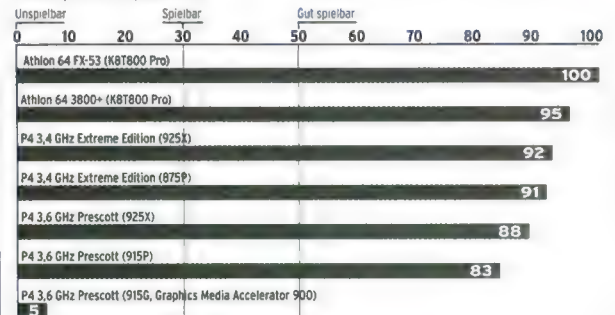 Unspielbar Spielbar Gut spielbar
0 10 20 30 40 50 60 70 80 90 100
Athlon 64 FX-53 (K8T800 Pro)
100
Athlon 64 3800+ (K8T800 Pro)
95
P4 3,4 GHz Extreme Edition (925X)
92
P4 3,4 GHz Extreme Edition (875P)
91
P4 3,6 GHz Prescott (925X)
88
P4 3,6 GHz Prescott (915P)
83
P4 3,6 GHz Prescott (915G, Graphics Media Accelerator 900)
5